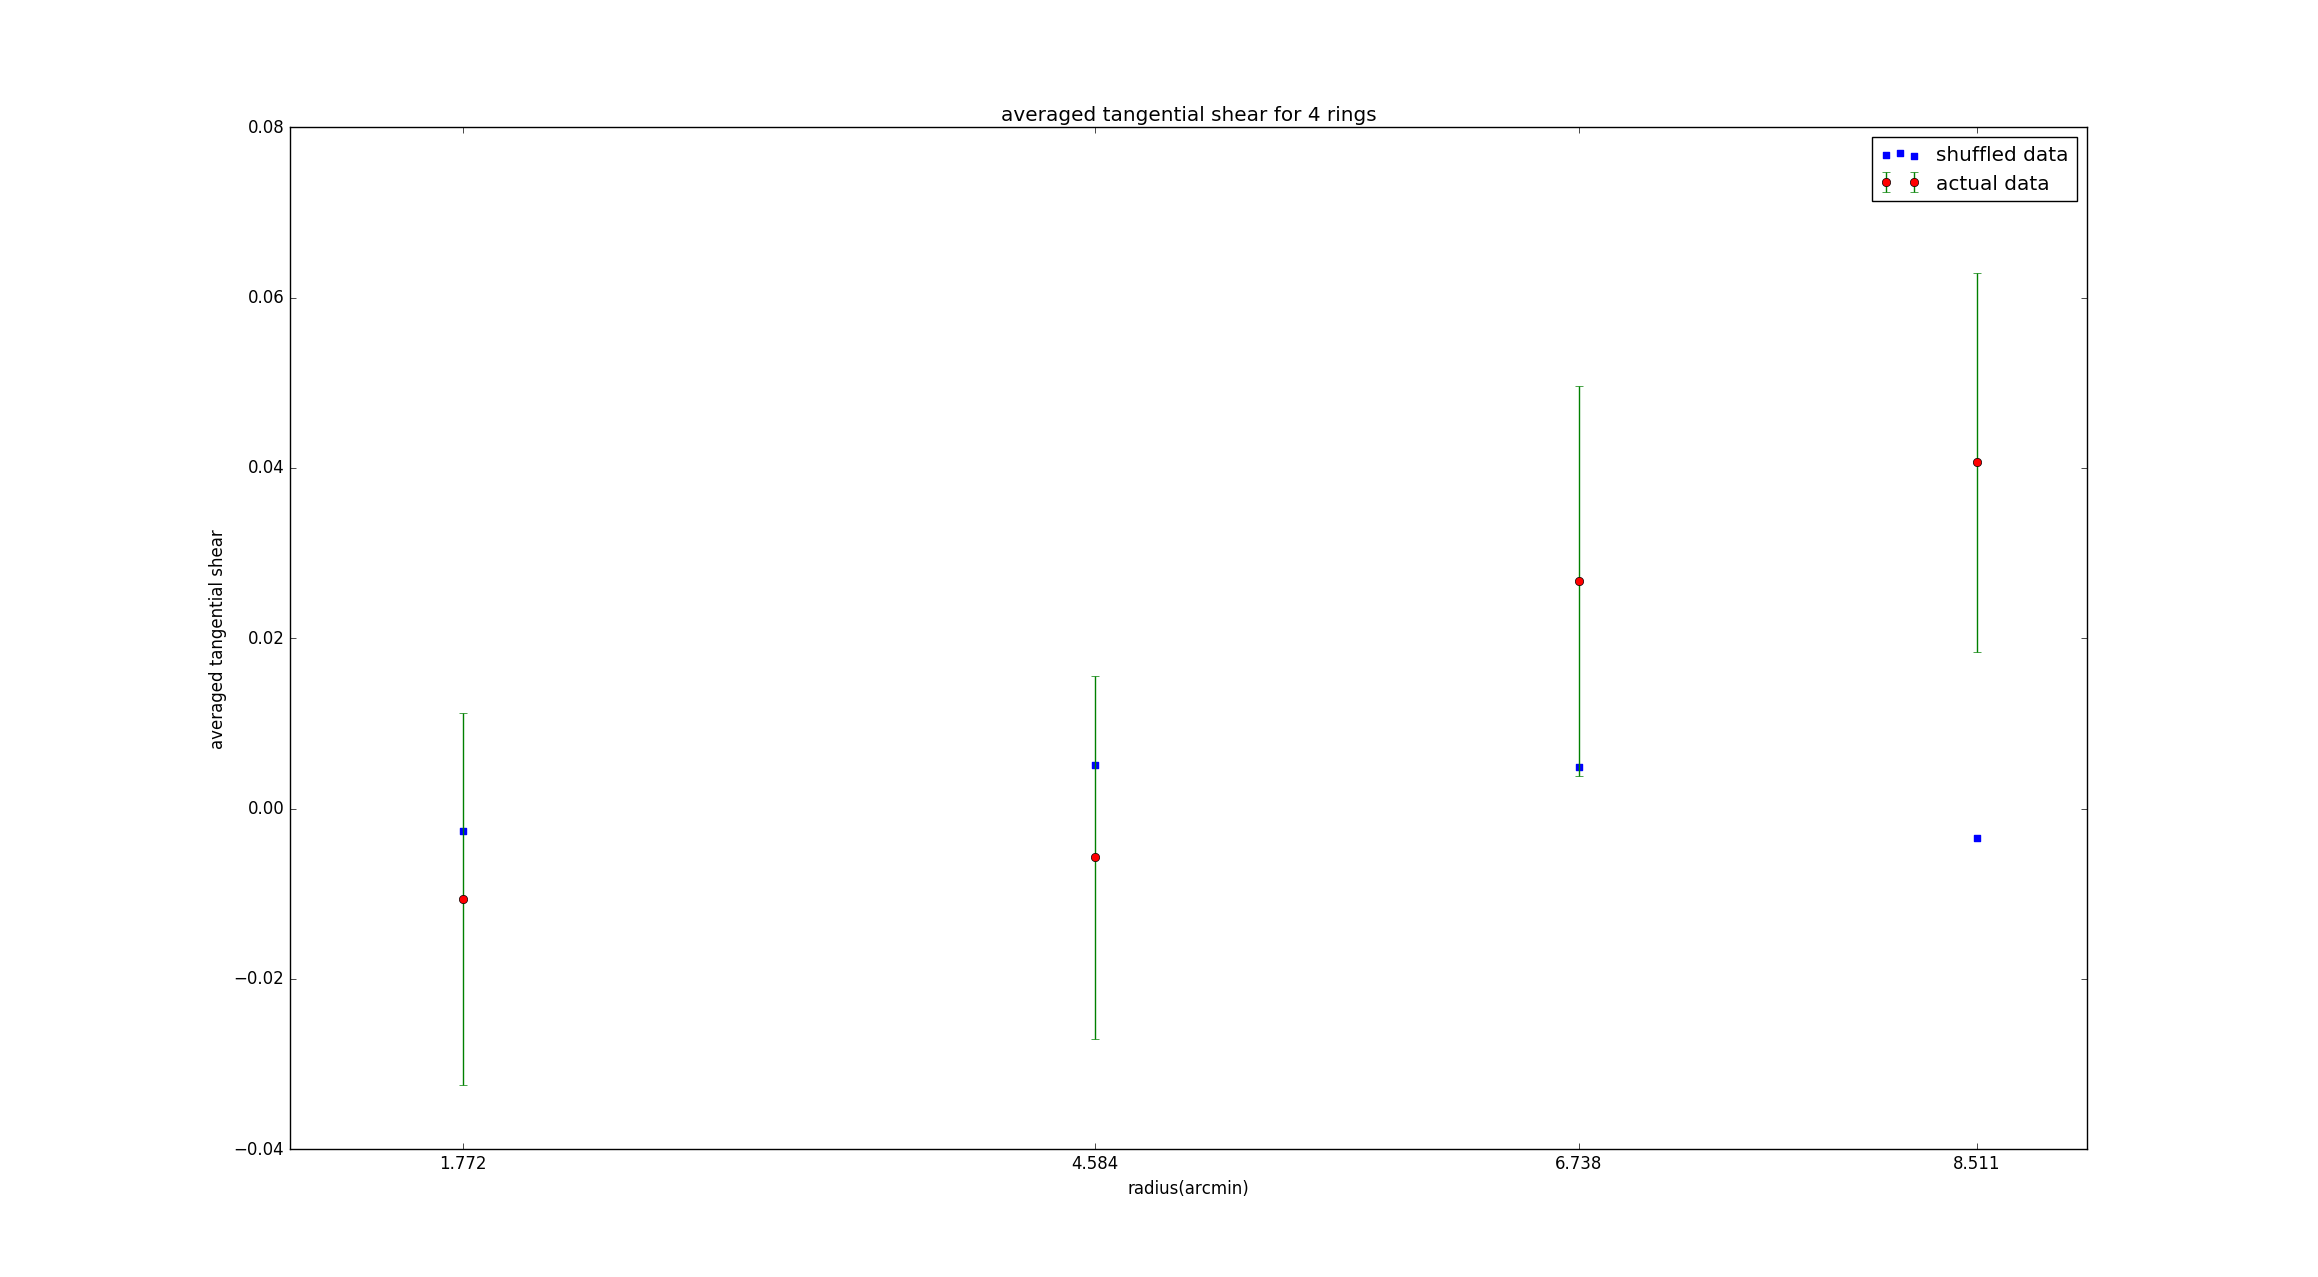 averaged tangential shear for 4 rings
0.08
0.06
0.04
0.02
0.00
−0.02
−0.04
averaged tangential shear
shuffled data
actual data
1.772
4.584
6.738
8.511
radius(arcmin)